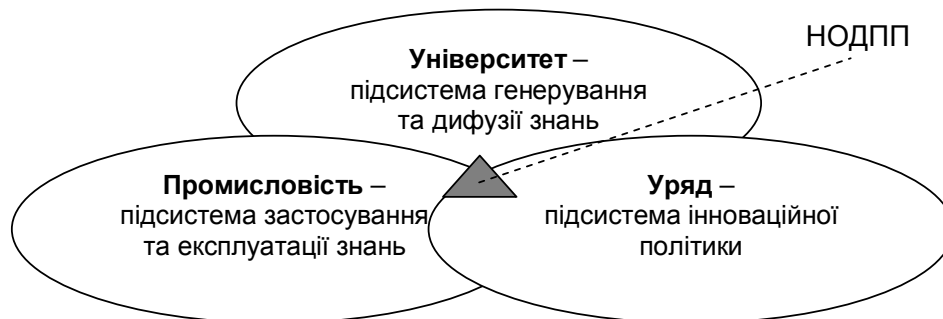 НОДПП
Університет –
підсистема генерування
та дифузії знань
Промисловість –
підсистема застосування
та експлуатації знань
Уряд –
підсистема інноваційної
політики